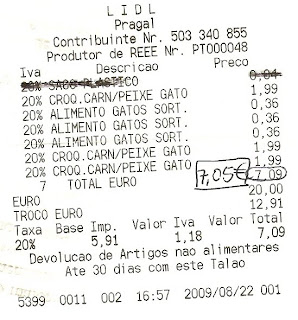 LIDL
Pragal
Contribuinte Nr. 503 340 855
Produtor de REEE Nr. PT000048
Iva Descricao Preco
20% SACO PLASTICO 0,04
20% CROQ.CARN/PEIXE GATO 1,99
20% ALIMENTO GATOS SORT. 0,36
20% ALIMENTO GATOS SORT. 0,36
20% ALIMENTO GATOS SORT. 0,36
20% CROQ.CARN/PEIXE GATO 1,99
20% CROQ.CARN/PEIXE GATO 1,99
7 TOTAL EURO 7,05€ 7,09
EURO 20,00
TROCO EURO 12,91
Taxa Base Imp. Valor Iva Valor Total
20% 5,91 1,18 7,09
Devolucao de Artigos nao alimentares
Ate 30 dias com este Talao
5399 0011 002 16:57 2009/08/22 001